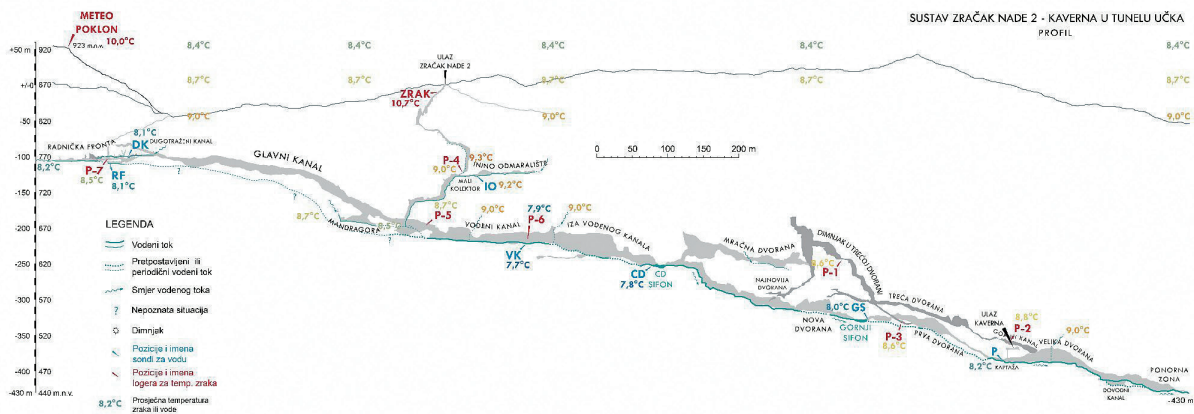 SUSTAV ZRAČAK NADE 2 - KAVERNA U TUNELU UČKA
PROFIL
METEO
POKLON
10,0°C
923 m.n.v.
+50 m 920
8,4°C
8,4°C
8,4°C
8,4°C
8,4°C
ULAZ
ZRAČAK NADE 2
+/-0 870
8,7°C
8,7°C
8,7°C
8,7°C
8,7°C
ZRAK
10,7°C
-50 820
9,0°C
9,0°C
9,0°C
RADNIČKA FRONTA
8,1°C
DK
DUGOTRAŽENI KANAL
-100 770
8,2°C
P-7
8,5°C
RF
8,1°C
?
GLAVNI KANAL
P-4
9,0°C
9,3°C
NINO ODMARALIŠTE
MALI
KOLEKTOR
IO
9,2°C
0 50 100 200 m
?
8,7°C
MANDRAGORA
?
8,5°C
8,7°C
P-5
9,0°C
VODENI KANAL
7,9°C
P-6
9,0°C
IZA VODENOG KANALA
VK
7,7°C
-200 670
-250 620
-300 570
-350 520
-400 470
-430 m 440 m.n.v.
CD
7,8°C
CD
SIFON
MRAČNA DVORANA
DIMNJAK U TREĆOJ DVORANI
8,6°C
P-1
NAJNOVIJA
DVORANA
TREĆA DVORANA
8,0°C GS
NOVA
DVORANA
GORNJI
SIFON
P-3
8,6°C
PRVA DVORANA
ULAZ
KAVERNA
8,8°C
P-2
GORNJI KANAL
9,0°C
VELIKA DVORANA
P
8,2°C
KAPTAŽA
DOVODNI
KANAL
PONORNA
ZONA
-430 m
LEGENDA
Vodeni tok
Pretpostavljeni ili
periodični vodeni tok
Smjer vodenog toka
? Nepoznata situacija
Dimnjak
Pozicije i imena
sondi za vodu
Pozicije i imena
logera za temp. zraka
8,2°C Prosječna temperatura
zraka ili vode